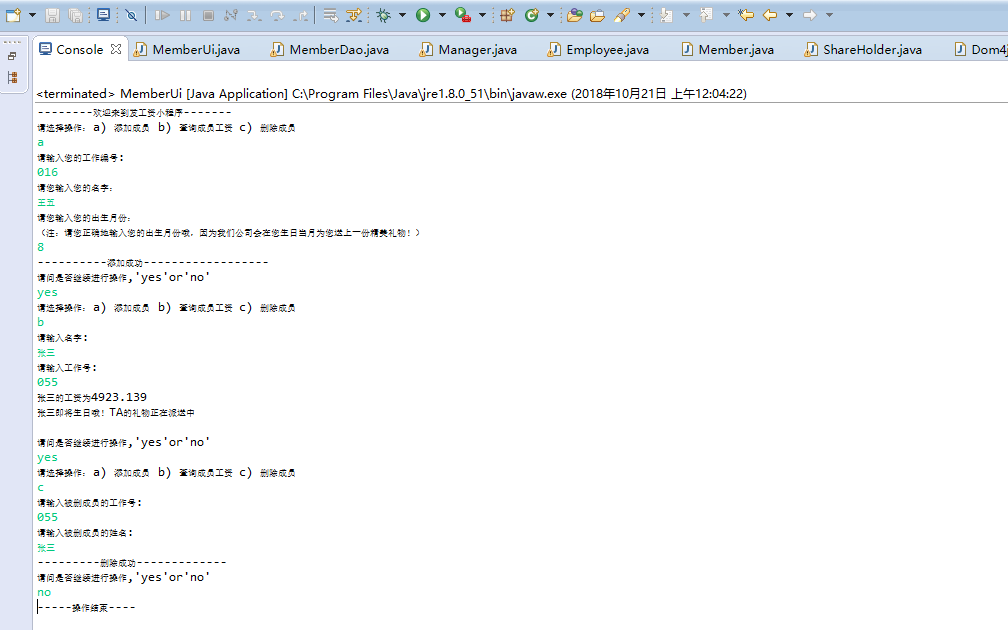 Console MemberUi.java MemberDao.java Manager.java Employee.java Member.java ShareHolder.java Dom4j
<terminated> MemberUi [Java Application] C:\Program Files\Java\jre1.8.0_51\bin\javaw.exe (2018年10月21日 上午12:04:22)
--------欢迎来到发工资小程序-------
请选择操作：a) 添加成员 b) 查询成员工资 c) 删除成员
a
请输入您的工作编号:
016
请您输入您的名字：
王五
请您输入您的出生月份：
（注：请您正确地输入您的出生月份哦，因为我们公司会在您生日当月为您送上一份精美礼物！）
8
----------添加成功------------------
请问是否继续进行操作,'yes'or'no'
yes
请选择操作：a) 添加成员 b) 查询成员工资 c) 删除成员
b
请输入名字:
张三
请输入工作号:
055
张三的工资为4923.139
张三即将生日哦！TA的礼物正在派送中
请问是否继续进行操作,'yes'or'no'
yes
请选择操作：a) 添加成员 b) 查询成员工资 c) 删除成员
c
请输入被删成员的工作号:
055
请输入被删成员的姓名:
张三
---------删除成功-------------
请问是否继续进行操作,'yes'or'no'
no
-----操作结束----